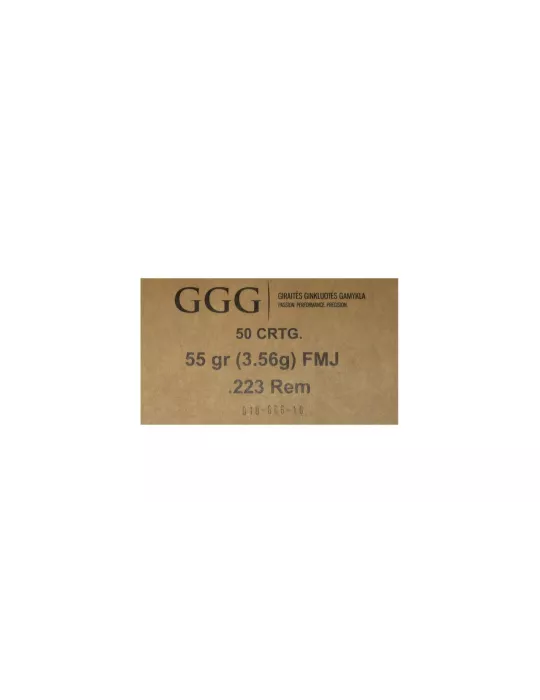 GGG
GIRAITĖS GINKLUOTĖS GAMYKLA
PASSION. PERFORMANCE. PRECISION.
50 CRTG.
55 gr (3.56g) FMJ
.223 Rem